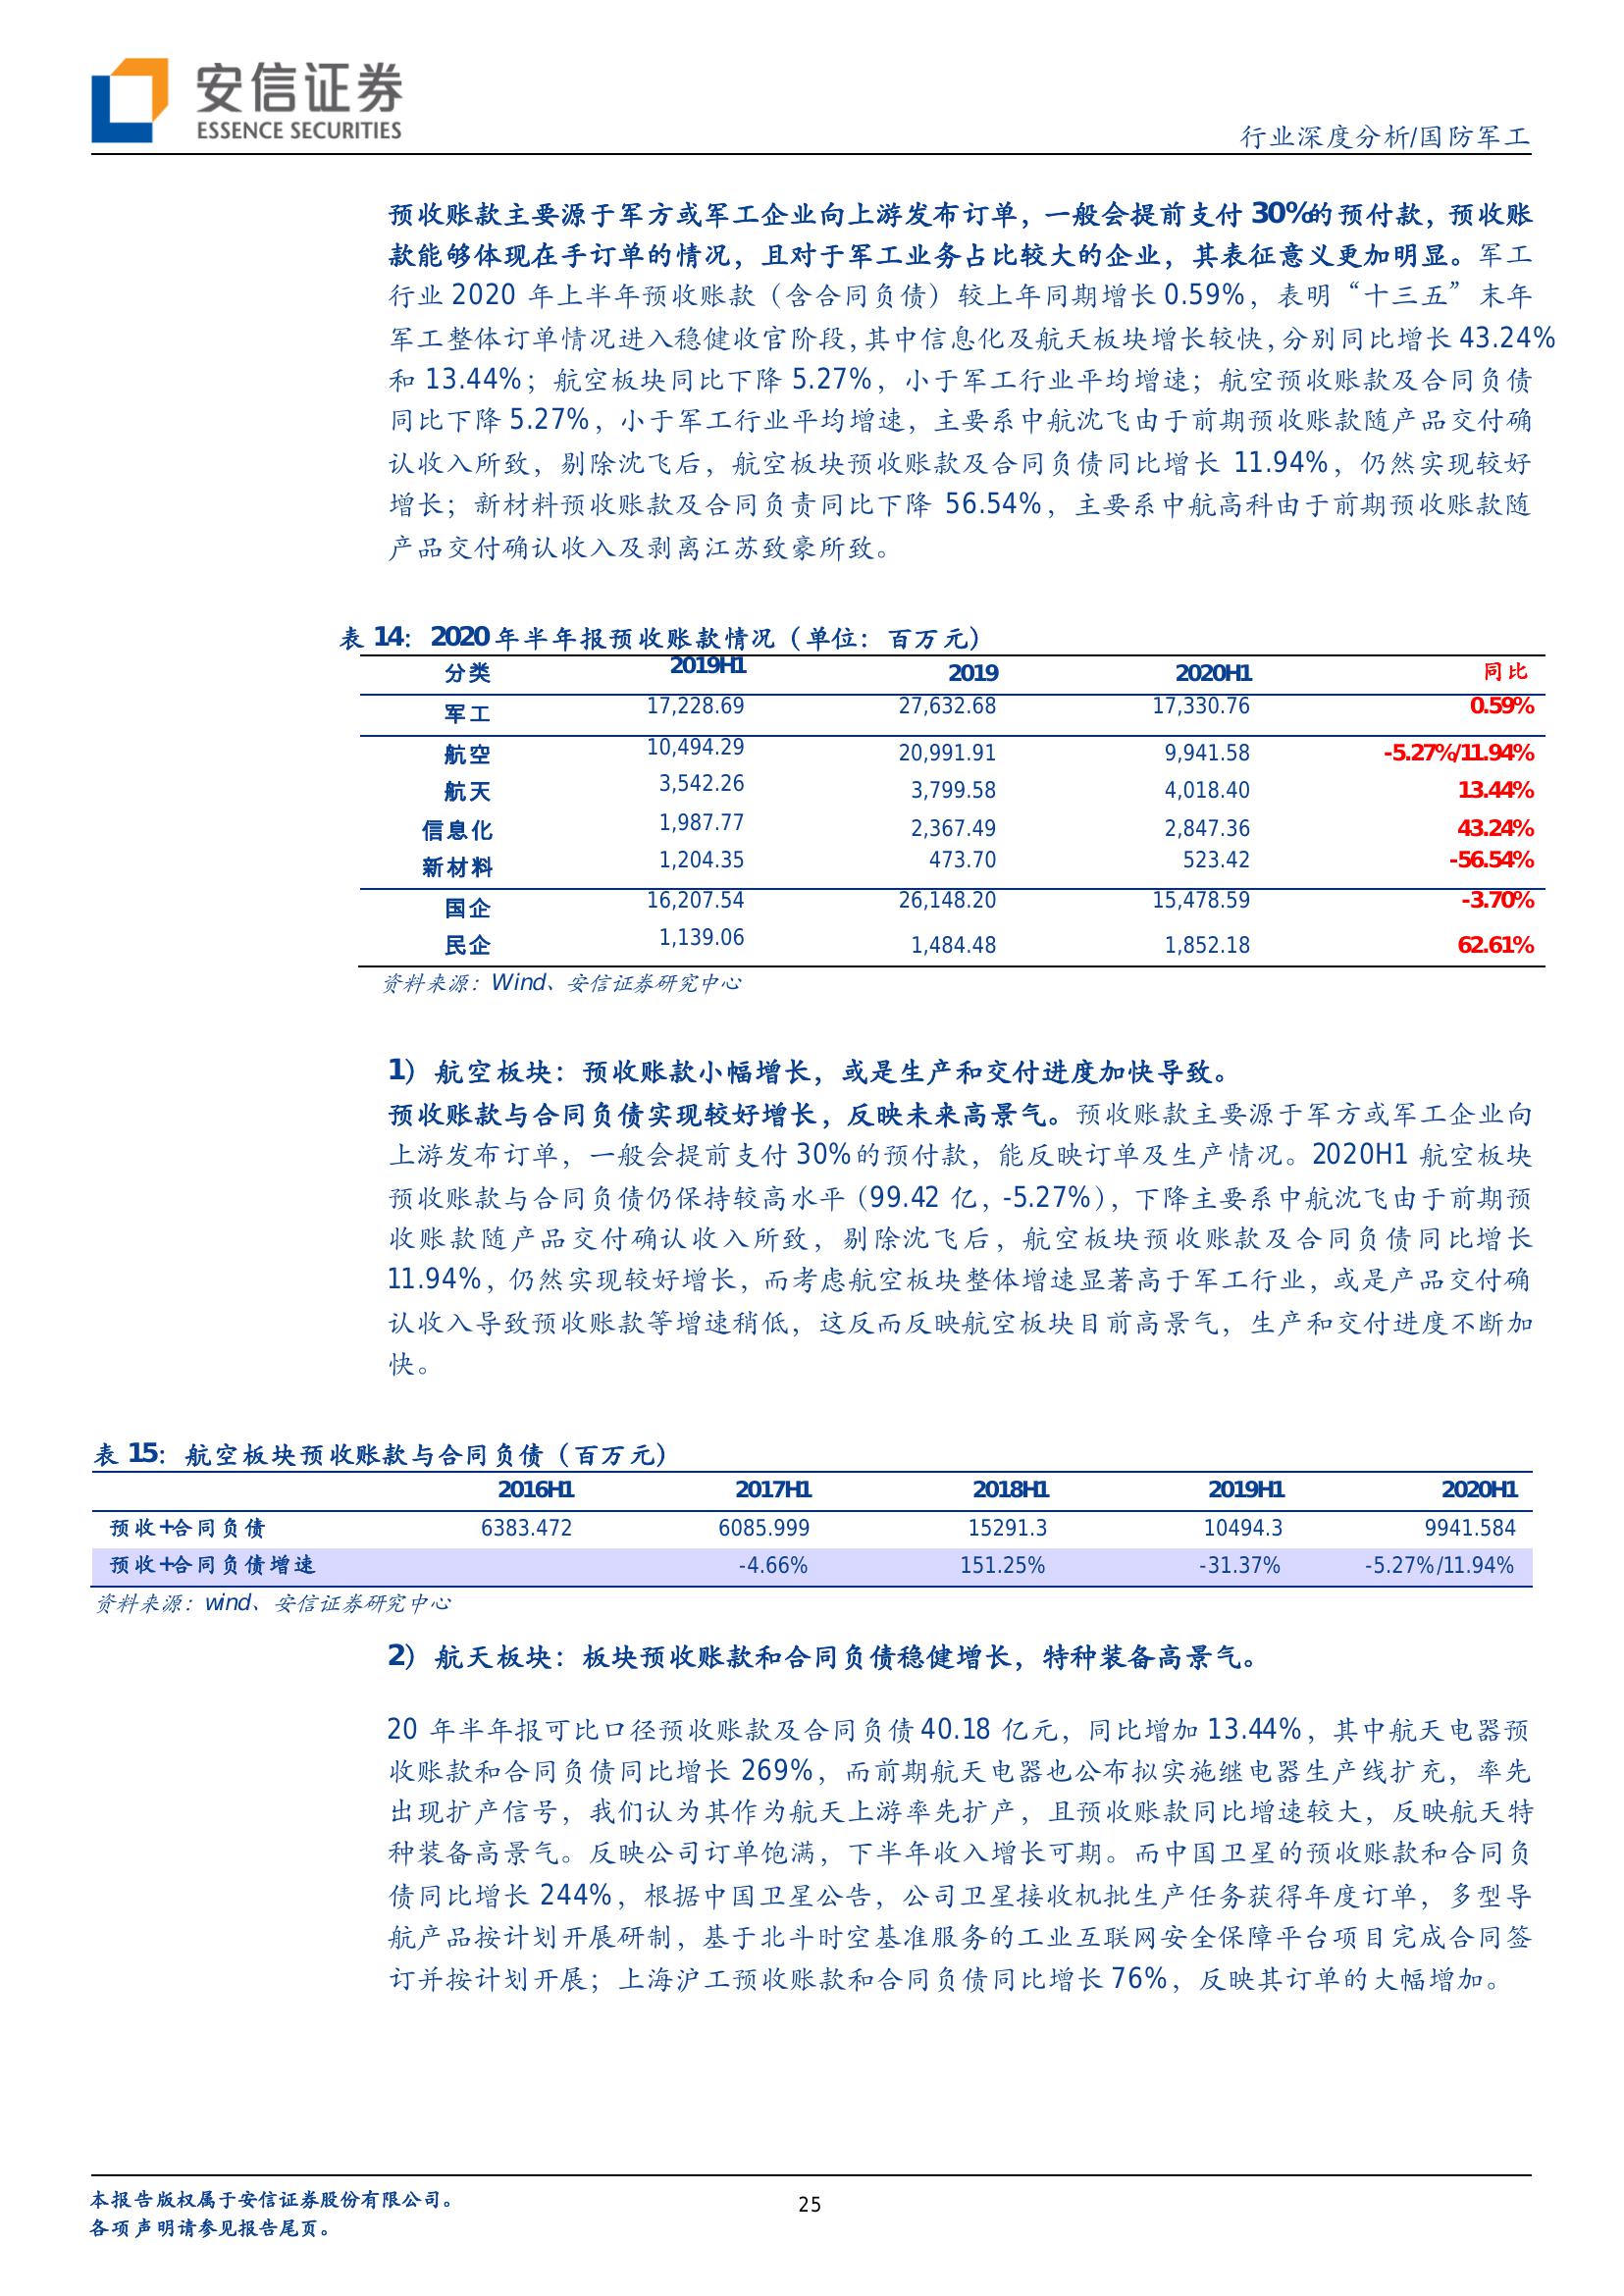 安信证券
ESSENCE SECURITIES
行业深度分析/国防军工
预收账款主要源于军方或军工企业向上游发布订单，一般会提前支付 30%的预付款，预收账
款能够体现在手订单的情况，且对于军工业务占比较大的企业，其表征意义更加明显。军工
行业 2020 年上半年预收账款（含合同负债）较上年同期增长 0.59%，表明“十三五”末年
军工整体订单情况进入稳健收官阶段，其中信息化及航天板块增长较快，分别同比增长 43.24%
和 13.44%；航空板块同比下降 5.27%，小于军工行业平均增速；航空预收账款及合同负债
同比下降 5.27%，小于军工行业平均增速，主要系中航沈飞由于前期预收账款随产品交付确
认收入所致，剔除沈飞后，航空板块预收账款及合同负债同比增长 11.94%，仍然实现较好
增长；新材料预收账款及合同负责同比下降 56.54%，主要系中航高科由于前期预收账款随
产品交付确认收入及剥离江苏致豪所致。
表 14：2020 年半年报预收账款情况（单位：百万元）
分类 2019H1 2019 2020H1 同比
军工 17,228.69 27,632.68 17,330.76 0.59%
航空 10,494.29 20,991.91 9,941.58 -5.27%/11.94%
航天 3,542.26 3,799.58 4,018.40 13.44%
信息化 1,987.77 2,367.49 2,847.36 43.24%
新材料 1,204.35 473.70 523.42 -56.54%
国企 16,207.54 26,148.20 15,478.59 -3.70%
民企 1,139.06 1,484.48 1,852.18 62.61%
资料来源：Wind、安信证券研究中心
1）航空板块：预收账款小幅增长，或是生产和交付进度加快导致。
预收账款与合同负债实现较好增长，反映未来高景气。预收账款主要源于军方或军工企业向
上游发布订单，一般会提前支付 30%的预付款，能反映订单及生产情况。2020H1 航空板块
预收账款与合同负债仍保持较高水平（99.42 亿，-5.27%），下降主要系中航沈飞由于前期预
收账款随产品交付确认收入所致，剔除沈飞后，航空板块预收账款及合同负债同比增长
11.94%，仍然实现较好增长，而考虑航空板块整体增速显著高于军工行业，或是产品交付确
认收入导致预收账款等增速稍低，这反而反映航空板块目前高景气，生产和交付进度不断加
快。
表 15：航空板块预收账款与合同负债（百万元）
2016H1 2017H1 2018H1 2019H1 2020H1
预收+合同负债 6383.472 6085.999 15291.3 10494.3 9941.584
预收+合同负债增速 -4.66% 151.25% -31.37% -5.27%/11.94%
资料来源：wind、安信证券研究中心
2）航天板块：板块预收账款和合同负债稳健增长，特种装备高景气。
20 年半年报可比口径预收账款及合同负债 40.18 亿元，同比增加 13.44%，其中航天电器预
收账款和合同负债同比增长 269%，而前期航天电器也公布拟实施继电器生产线扩充，率先
出现扩产信号，我们认为其作为航天上游率先扩产，且预收账款同比增速较大，反映航天特
种装备高景气。反映公司订单饱满，下半年收入增长可期。而中国卫星的预收账款和合同负
债同比增长 244%，根据中国卫星公告，公司卫星接收机批生产任务获得年度订单，多型导
航产品按计划开展研制，基于北斗时空基准服务的工业互联网安全保障平台项目完成合同签
订并按计划开展；上海沪工预收账款和合同负债同比增长 76%，反映其订单的大幅增加。
本报告版权属于安信证券股份有限公司。
各项声明请参见报告尾页。
25